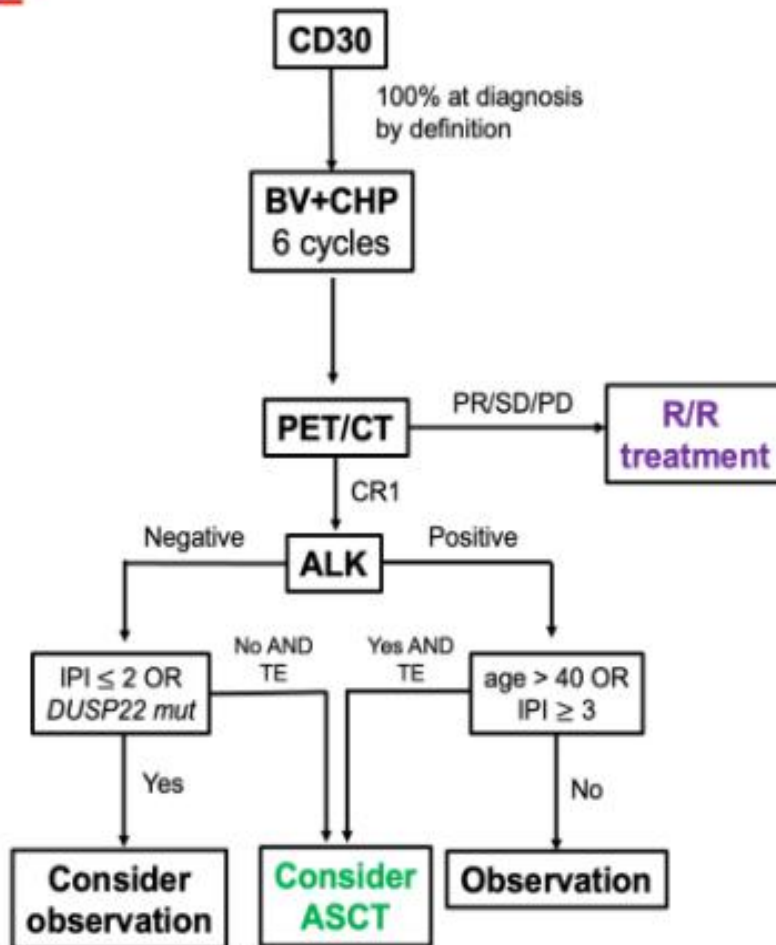 CD30
100% at diagnosis
by definition
BV+CHP
6 cycles
PET/CT
PR/SD/PD
R/R
treatment
CR1
Negative
ALK
Positive
IPI ≤ 2 OR
DUSP22 mut
No AND
TE
Yes AND
TE
age > 40 OR
IPI ≥ 3
Yes
No
Consider
observation
Consider
ASCT
Observation